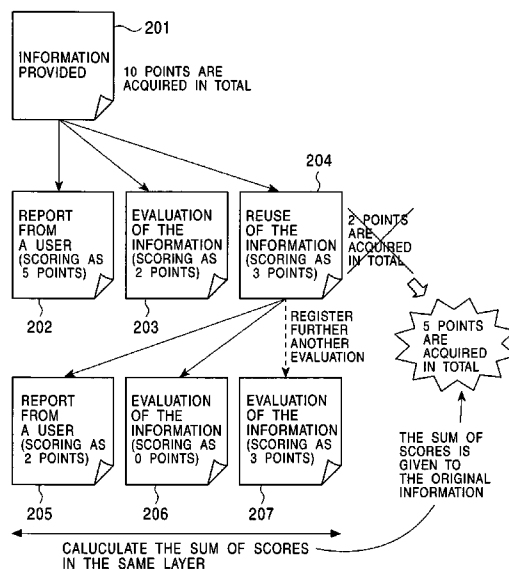 201
INFORMATION
PROVIDED
10 POINTS ARE
ACQUIRED IN TOTAL
204
REPORT
FROM
A USER
(SCORING AS
5 POINTS)
EVALUATION
OF THE
INFORMATION
(SCORING AS
2 POINTS)
REUSE
OF THE
INFORMATION
(SCORING AS
3 POINTS)
2 POINTS
ARE
ACQUIRED
IN TOTAL
202
203
REGISTER
FURTHER
ANOTHER
EVALUATION
5 POINTS
ARE
ACQUIRED
IN TOTAL
REPORT
FROM
A USER
(SCORING AS
2 POINTS)
EVALUATION
OF THE
INFORMATION
(SCORING AS
0 POINTS)
EVALUATION
OF THE
INFORMATION
(SCORING AS
3 POINTS)
THE SUM OF
SCORES IS
GIVEN TO
THE ORIGINAL
INFORMATION
205
206
207
CALUCULATE THE SUM OF SCORES
IN THE SAME LAYER